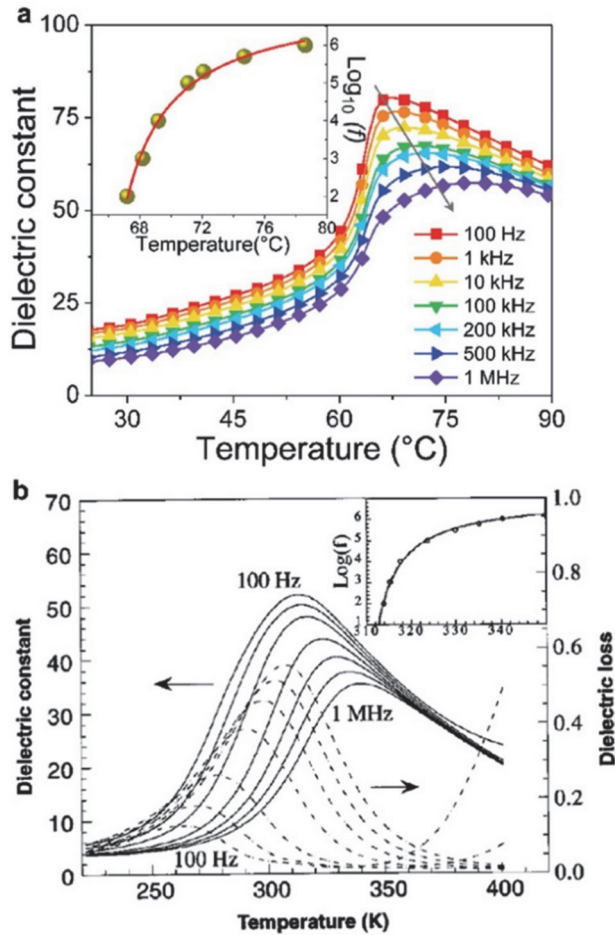 a
Dielectric constant
100
75
50
25
0
30
45
60
75
90
Temperature (°C)
68
72
76
80
Temperature(°C)
6
5
4
3
2
Log10 (f)
100 Hz
1 kHz
10 kHz
100 kHz
200 kHz
500 kHz
1 MHz
b
Dielectric constant
70
60
50
40
30
20
10
0
250
300
350
400
Temperature (K)
100 Hz
1 MHz
100 Hz
Log(f)
6
5
4
3
2
1
310
320
330
340
1.0
0.8
0.6
0.4
0.2
0.0
Dielectric loss